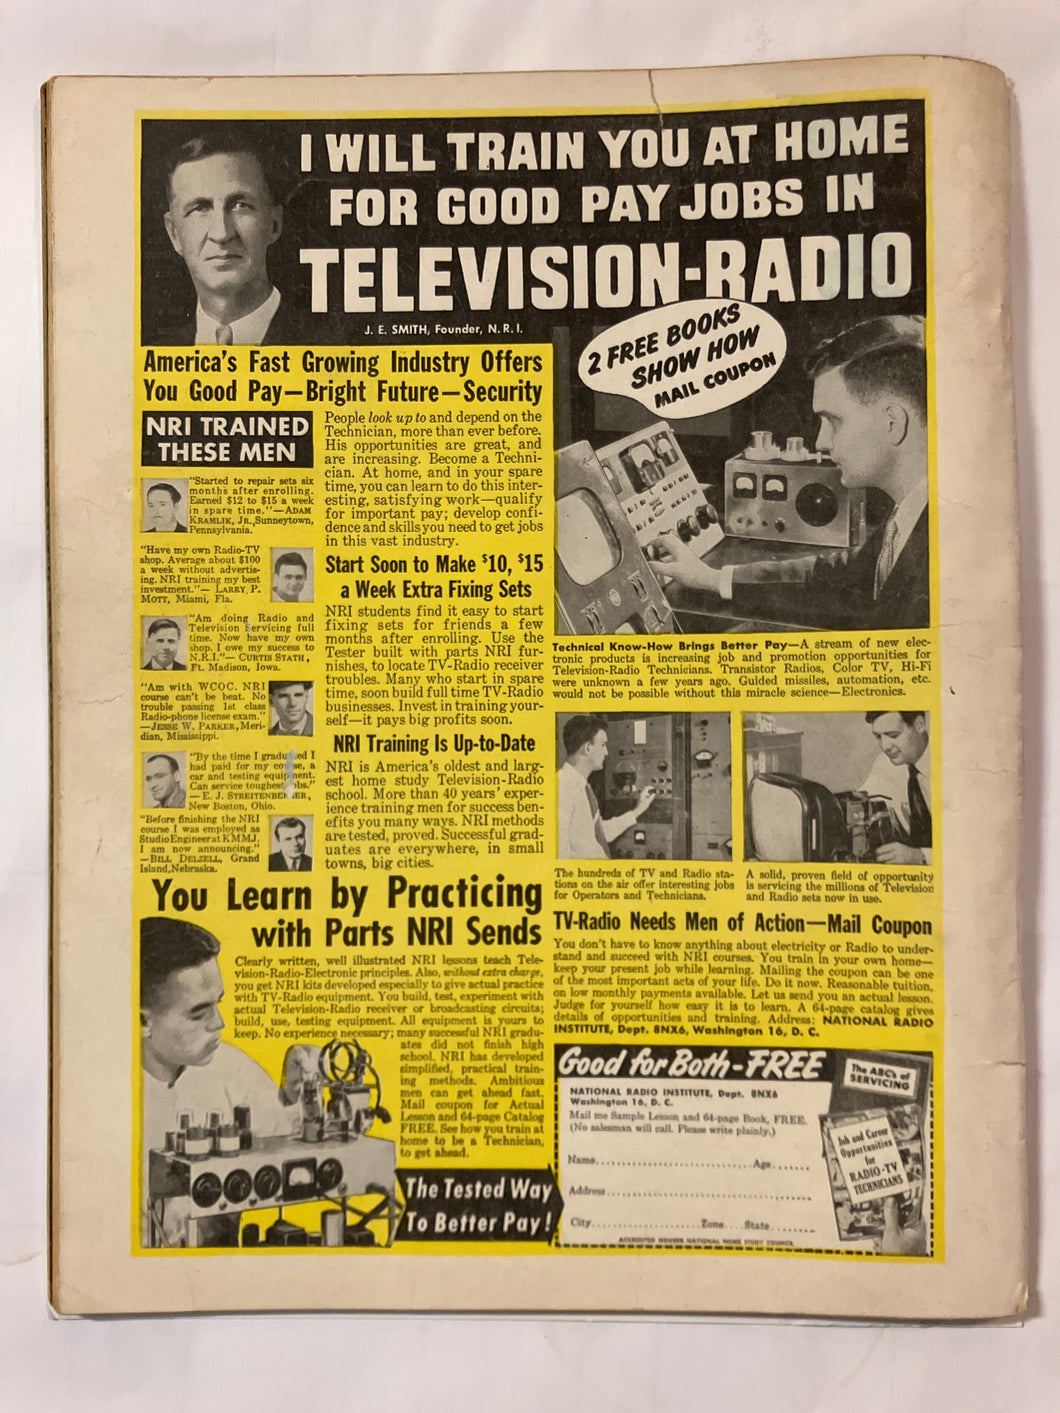 I WILL TRAIN YOU AT HOME
FOR GOOD PAY JOBS IN
TELEVISION-RADIO
J. E. SMITH, Founder, N. R. I.
2 FREE BOOKS
SHOW HOW
MAIL COUPON
America's Fast Growing Industry Offers
You Good Pay—Bright Future—Security
NRI TRAINED
THESE MEN
"Started to repair sets six
months after enrolling.
Earned $12 to $15 a week
in spare time."—ADAM
KRAMLIK, JR., Sunneytown,
Pennsylvania.
"Have my own Radio-TV
shop. Average about $100
a week without advertis-
ing. NRI training my best
investment."— LARRY P.
MOTT, Miami, Fla.
"Am doing Radio and
Television Servicing full
time. Now have my own
shop. I owe my success to
N.R.I."— CURTIS STATH,
Ft. Madison, Iowa.
"Am with WCOC. NRI
course can't be beat. No
trouble passing 1st class
Radio-phone license exam."
—JESSE W. PARKER, Meri-
dian, Mississippi.
"By the time I graduated I
had paid for my course, a
car and testing equipment.
Can service toughest jobs."
— E. J. STREITENBERGER,
New Boston, Ohio.
"Before finishing the NRI
course I was employed as
Studio Engineer at KMMJ.
I am now announcing."
—BILL DELZELL, Grand
Island, Nebraska.
People look up to and depend on the
Technician, more than ever before.
His opportunities are great, and
are increasing. Become a Techni-
cian. At home, and in your spare
time, you can learn to do this inter-
esting, satisfying work—qualify
for important pay; develop confi-
dence and skills you need to get jobs
in this vast industry.
Start Soon to Make $10, $15
a Week Extra Fixing Sets
NRI students find it easy to start
fixing sets for friends a few
months after enrolling. Use the
Tester built with parts NRI fur-
nishes, to locate TV-Radio receiver
troubles. Many who start in spare
time, soon build full time TV-Radio
businesses. Invest in training your-
self—it pays big profits soon.
NRI Training Is Up-to-Date
NRI is America's oldest and larg-
est home study Television-Radio
school. More than 40 years' exper-
ience training men for success ben-
efits you many ways. NRI methods
are tested, proved. Successful grad-
uates are everywhere, in small
towns, big cities.
Technical Know-How Brings Better Pay—A stream of new elec-
tronic products is increasing job and promotion opportunities for
Television-Radio Technicians. Transistor Radios, Color TV, Hi-Fi
were unknown a few years ago. Guided missiles, automation, etc.
would not be possible without this miracle science—Electronics.
The hundreds of TV and Radio sta-
tions on the air offer interesting jobs
for Operators and Technicians.
A solid, proven field of opportunity
is servicing the millions of Television
and Radio sets now in use.
You Learn by Practicing
with Parts NRI Sends
Clearly written, well illustrated NRI lessons teach Tele-
vision-Radio-Electronic principles. Also, without extra charge,
you get NRI kits developed especially to give actual practice
with TV-Radio equipment. You build, test, experiment with
actual Television-Radio receiver or broadcasting circuits;
build, use, testing equipment. All equipment is yours to
keep. No experience necessary; many successful NRI gradu-
ates did not finish high
school. NRI has developed
simplified, practical train-
ing methods. Ambitious
men can get ahead fast.
Mail coupon for Actual
Lesson and 64-page Catalog
FREE. See how you train at
home to be a Technician,
to get ahead.
The Tested Way
To Better Pay!
TV-Radio Needs Men of Action—Mail Coupon
You don't have to know anything about electricity or Radio to under-
stand and succeed with NRI courses. You train in your own home—
keep your present job while learning. Mailing the coupon can be one
of the most important acts of your life. Do it now. Reasonable tuition,
on low monthly payments available. Let us send you an actual lesson.
Judge for yourself how easy it is to learn. A 64-page catalog gives
details of opportunities and training. Address: NATIONAL RADIO
INSTITUTE, Dept. 8NX6, Washington 16, D. C.
Good for Both-FREE
The ABC's of
SERVICING
NATIONAL RADIO INSTITUTE, Dept. 8NX6
Washington 16, D. C.
Mail me Sample Lesson and 64-page Book, FREE.
(No salesman will call. Please write plainly.)
Name Age
Address
City Zone State
ACCREDITED MEMBER NATIONAL HOME STUDY COUNCIL
Job and Career
Opportunities
for
RADIO-TV
TECHNICIANS